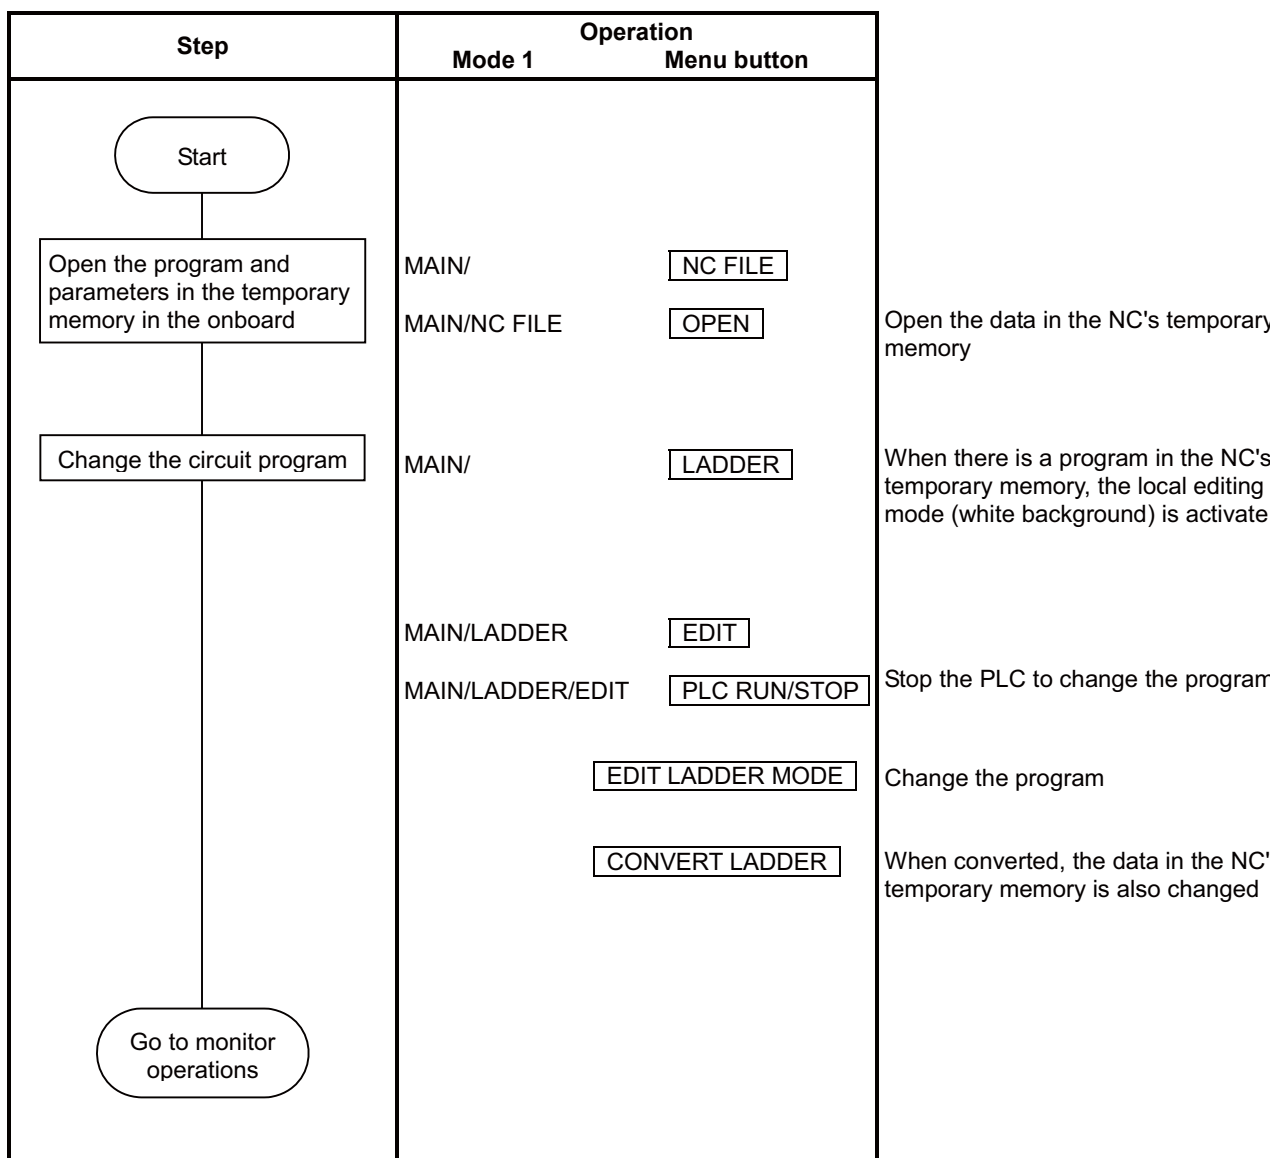 Step
Operation
Mode 1 Menu button
Start
Open the program and
parameters in the temporary
memory in the onboard
MAIN/ NC FILE
MAIN/NC FILE OPEN
Open the data in the NC's temporary
memory
Change the circuit program
MAIN/ LADDER
When there is a program in the NC's
temporary memory, the local editing
mode (white background) is activate
MAIN/LADDER EDIT
MAIN/LADDER/EDIT PLC RUN/STOP
Stop the PLC to change the program
EDIT LADDER MODE
Change the program
CONVERT LADDER
When converted, the data in the NC'
temporary memory is also changed
Go to monitor
operations